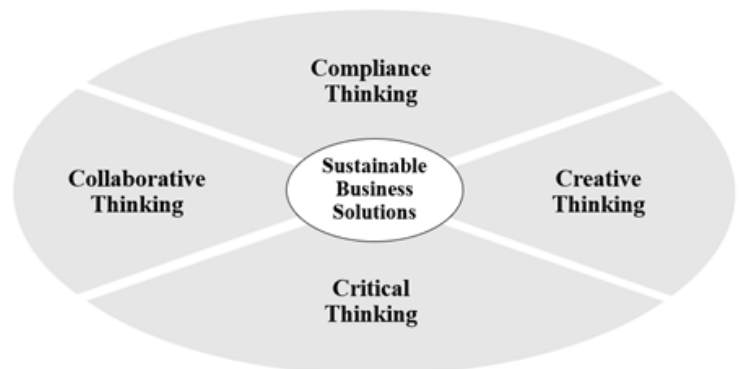 Compliance
Thinking
Collaborative
Thinking
Sustainable
Business
Solutions
Creative
Thinking
Critical
Thinking